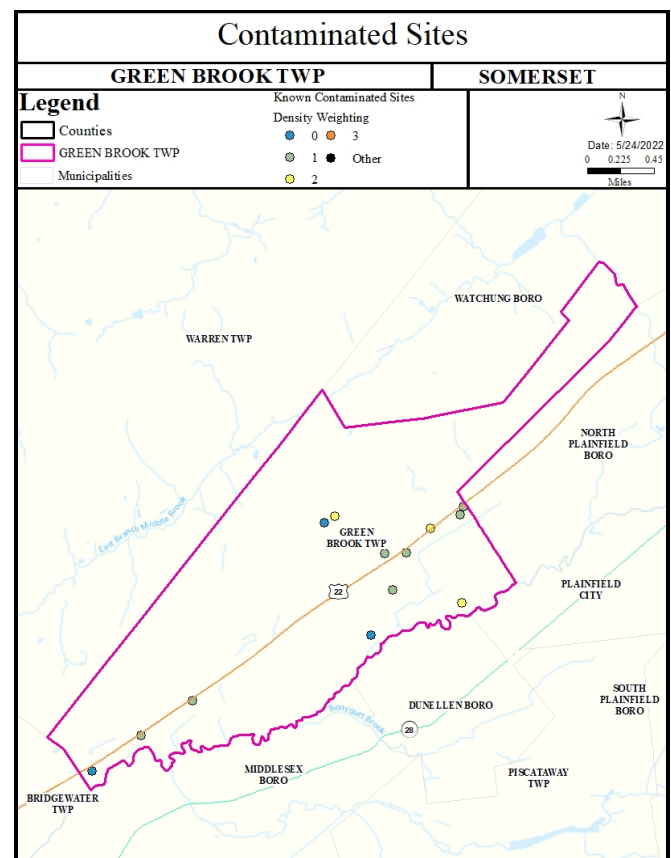 Contaminated Sites
GREEN BROOK TWP
SOMERSET
Legend
Counties
GREEN BROOK TWP
Municipalities
Known Contaminated Sites
Density Weighting
0
3
1
Other
2
N
Date: 5/24/2022
0 0.225 0.45
Miles
WATCHUNG BORO
WARREN TWP
NORTH
PLAINFIELD
BORO
East Branch Middle Brook
GREEN
BROOK TWP
PLAINFIELD
CITY
22
SOUTH
PLAINFIELD
BORO
DUNELLEN BORO
Bonygutt Brook
28
MIDDLESEX
BORO
PISCATAWAY
TWP
BRIDGEWATER
TWP